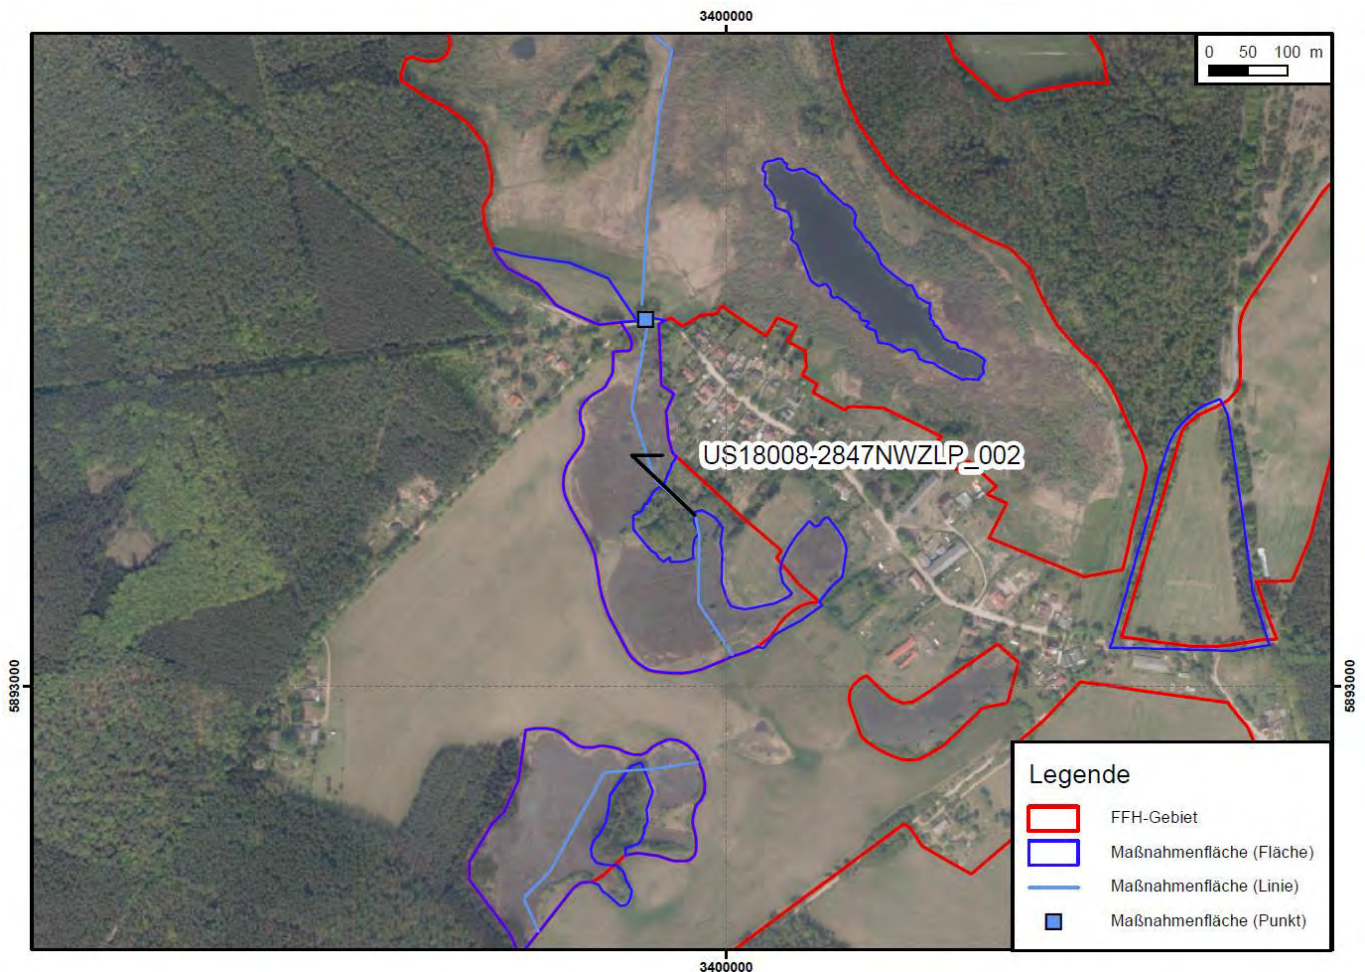 3400000
0 50 100 m
US18008-2847NWZLP_002
5893000
5893000
Legende
FFH-Gebiet
Maßnahmenfläche (Fläche)
Maßnahmenfläche (Linie)
Maßnahmenfläche (Punkt)
3400000